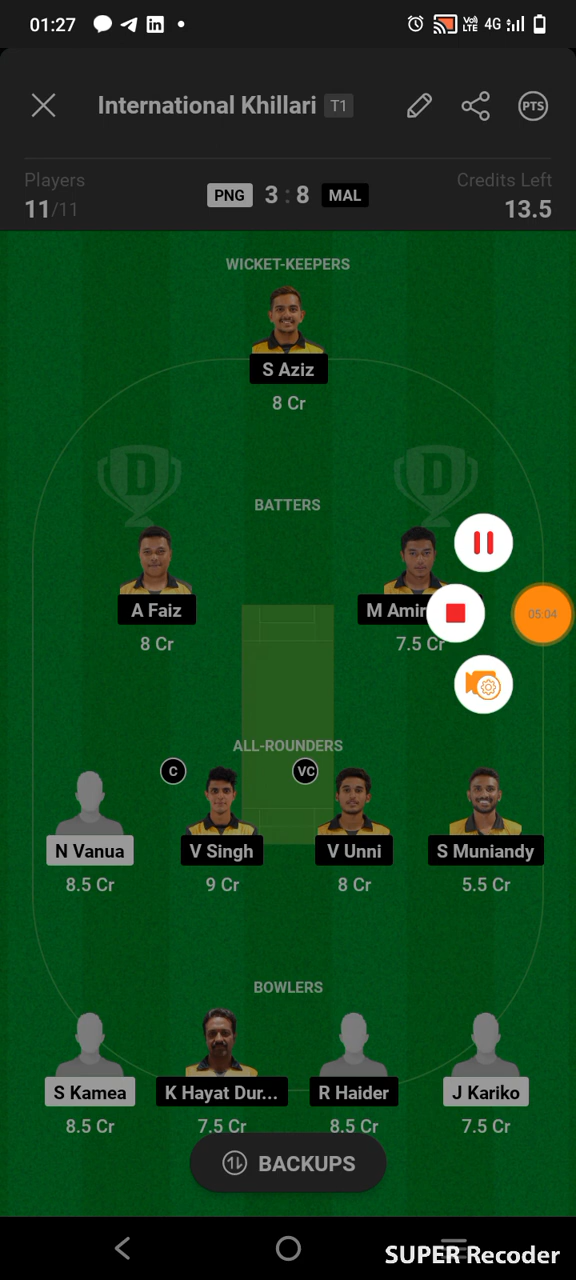 01:27 Vol) LTE 4G
International Khillari T1 PTS
Players Credits Left
11/11 PNG 3 : 8 MAL 13.5
WICKET-KEEPERS
S Aziz
8 Cr
D D
BATTERS
A Faiz M Amir
8 Cr 7.5 Cr
05:04
ALL-ROUNDERS
C VC
N Vanua V Singh V Unni S Muniandy
8.5 Cr 9 Cr 8 Cr 5.5 Cr
BOWLERS
S Kamea K Hayat Dur... R Haider J Kariko
8.5 Cr 7.5 Cr 8.5 Cr 7.5 Cr
BACKUPS
SUPER Recoder